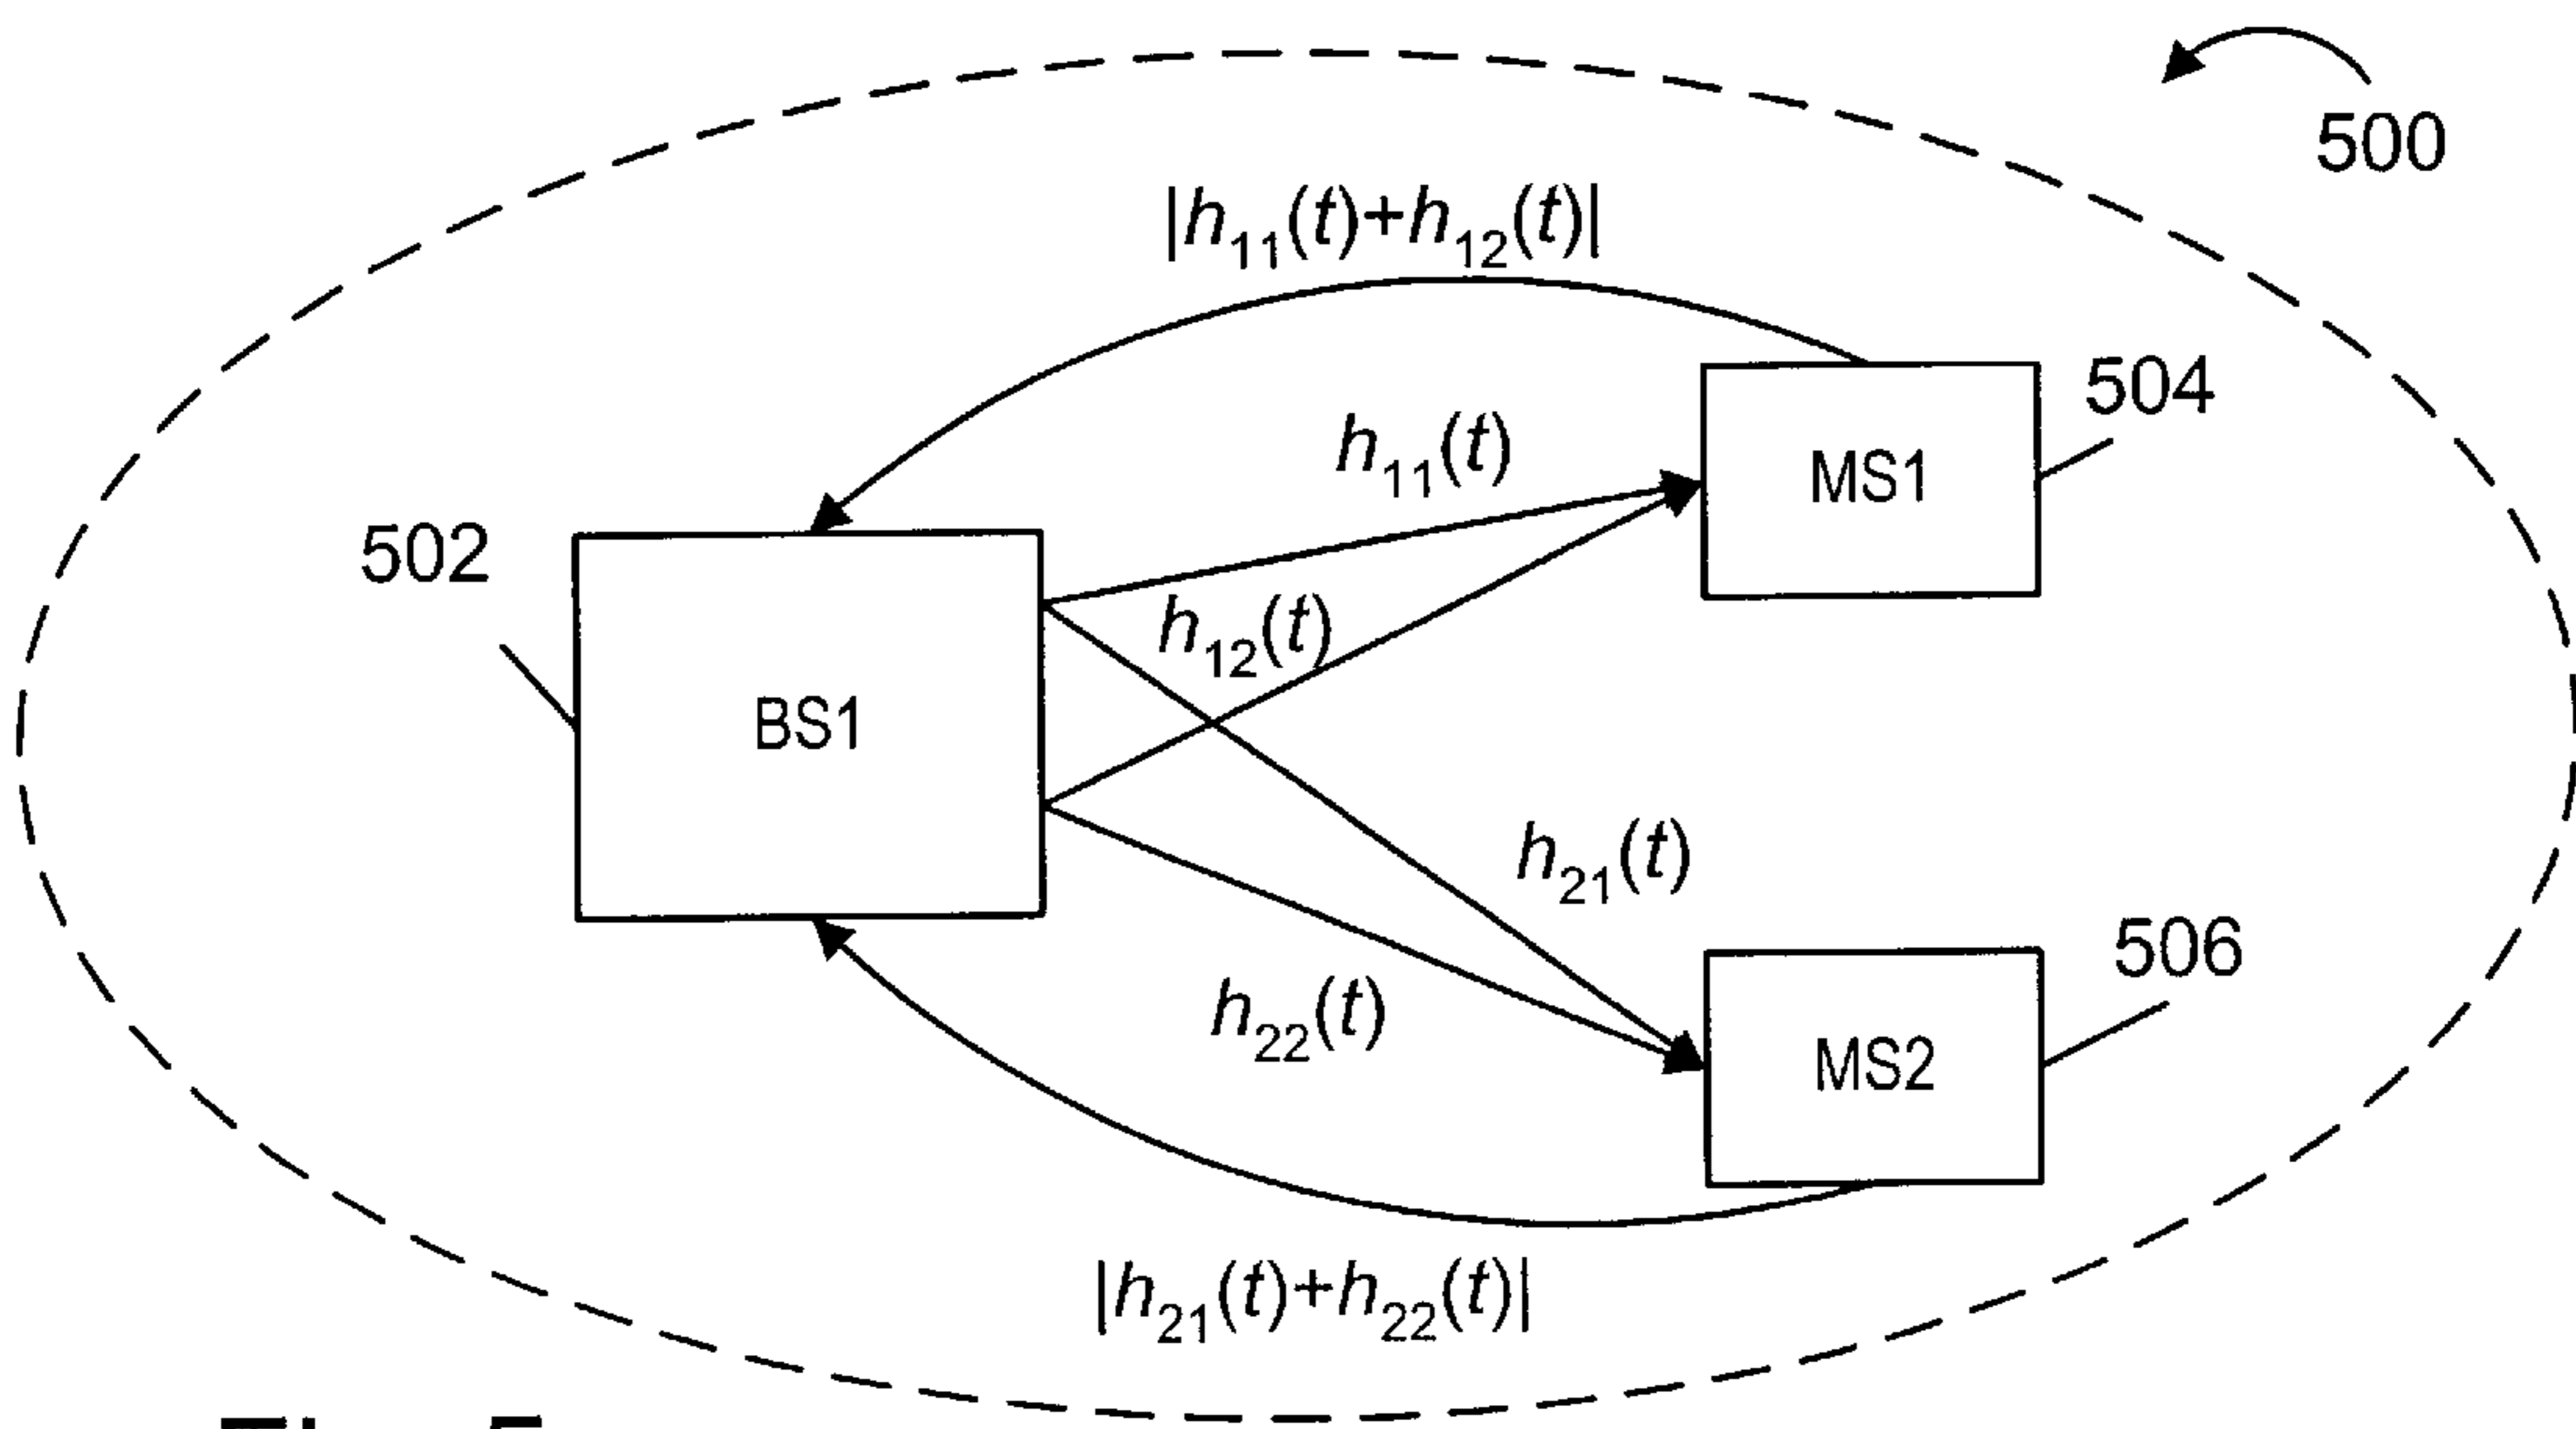 500
|h₁₁(t)+h₁₂(t)|
504
h₁₁(t)
MS1
502
h₁₂(t)
BS1
h₂₁(t)
506
h₂₂(t)
MS2
|h₂₁(t)+h₂₂(t)|